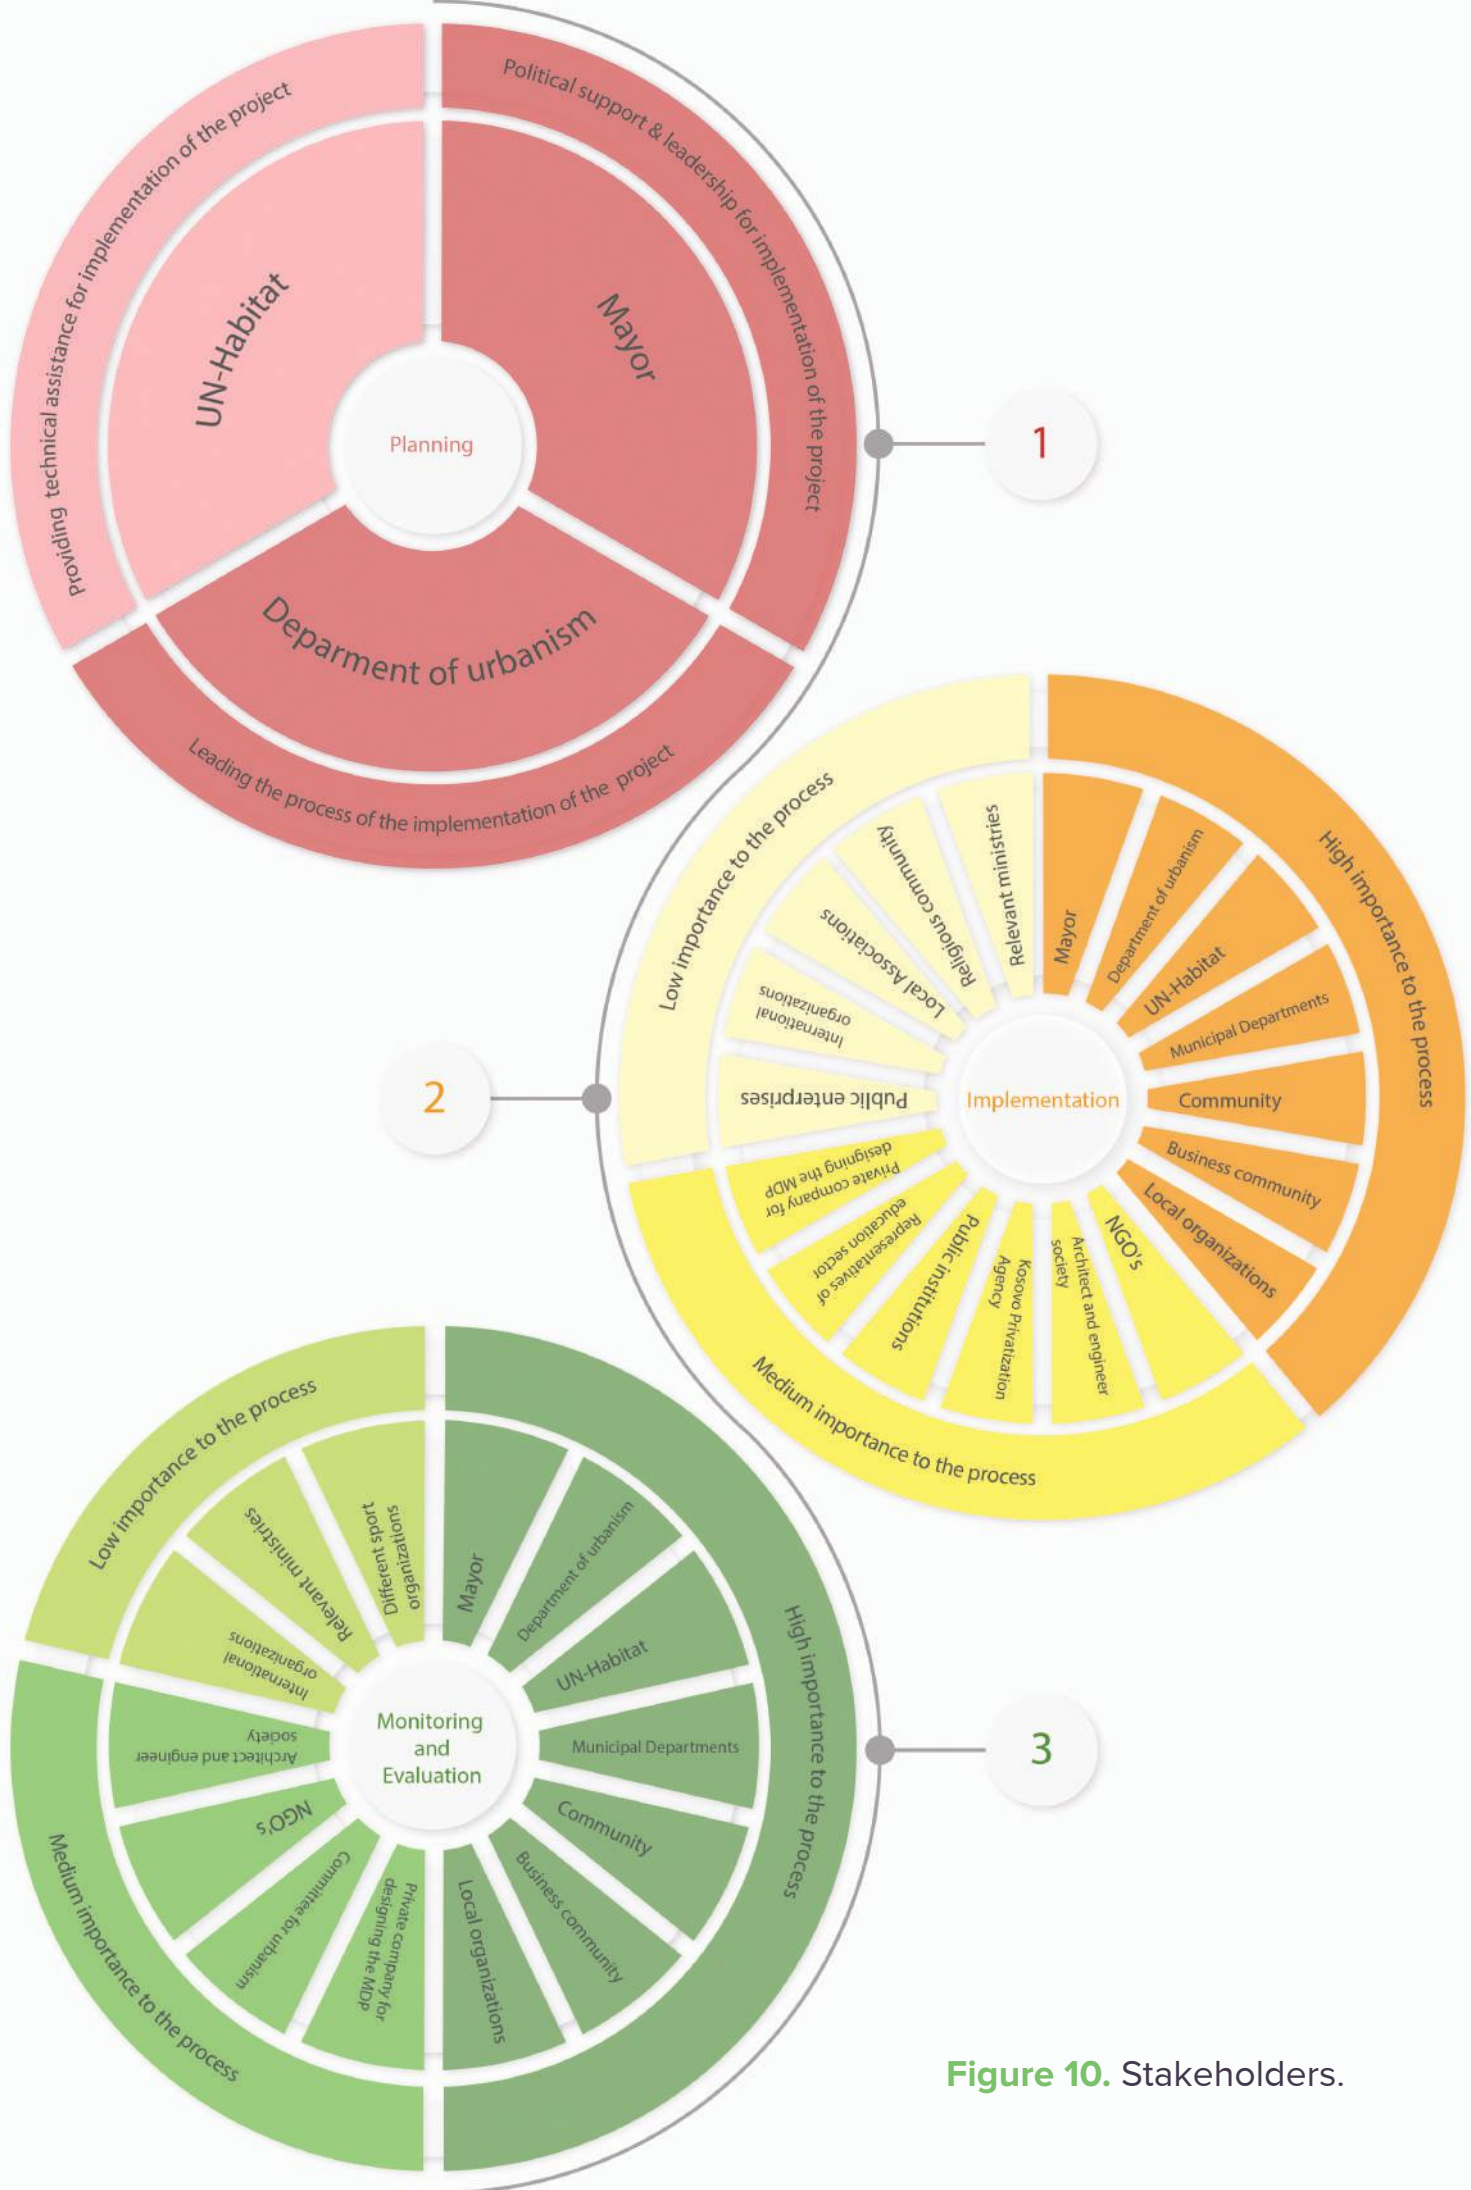 Providing technical assistance for implementation of the project
UN-Habitat
Political support & leadership for implementation of the project
Mayor
Planning
Deparment of urbanism
Leading the process of the implementation of the project
1
High importance to the process
Mayor
Department of urbanism
UN-Habitat
Municipal Departments
Community
Business community
Local organizations
Medium importance to the process
NGO's
Architect and engineer
society
Kosovo Privatization
Agency
Public institutions
Representatives of
education sector
Private company for
designing the MDP
Low importance to the process
Public enterprises
International
organizations
Local Associations
Religious community
Relevant ministries
Implementation
2
High importance to the process
Mayor
Department of urbanism
UN-Habitat
Municipal Departments
Community
Business community
Local organizations
Medium importance to the process
Private company for
designing the MDP
Committee for urbanism
NGO's
Architect and engineer
society
Low importance to the process
International
organizations
Relevant ministries
Different sport
organizations
Monitoring
and
Evaluation
3
Figure 10. Stakeholders.